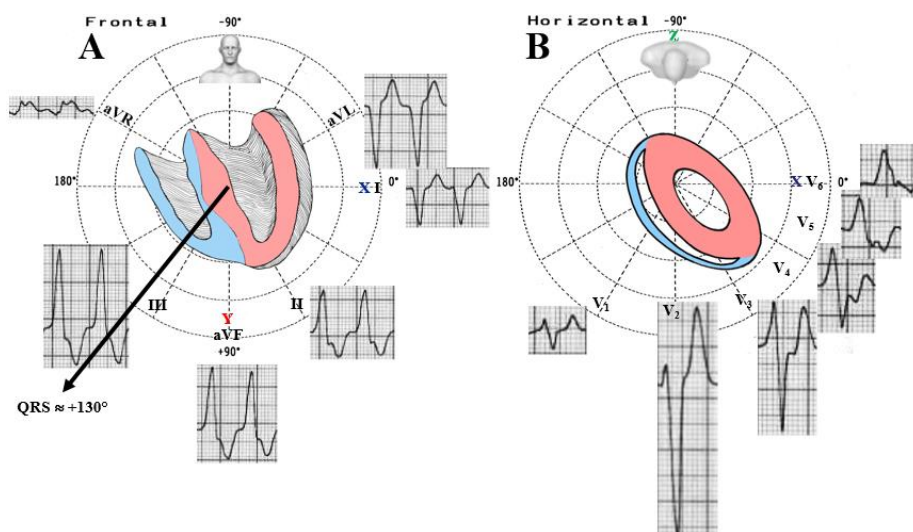 Frontal
A
-90°
aVR
aVL
180°
X I
0°
III
Y
II
aVF
+90°
QRS ≈ +130°
Horizontal
B
-90°
Z
180°
X V6
0°
V5
V4
V3
V2
V1